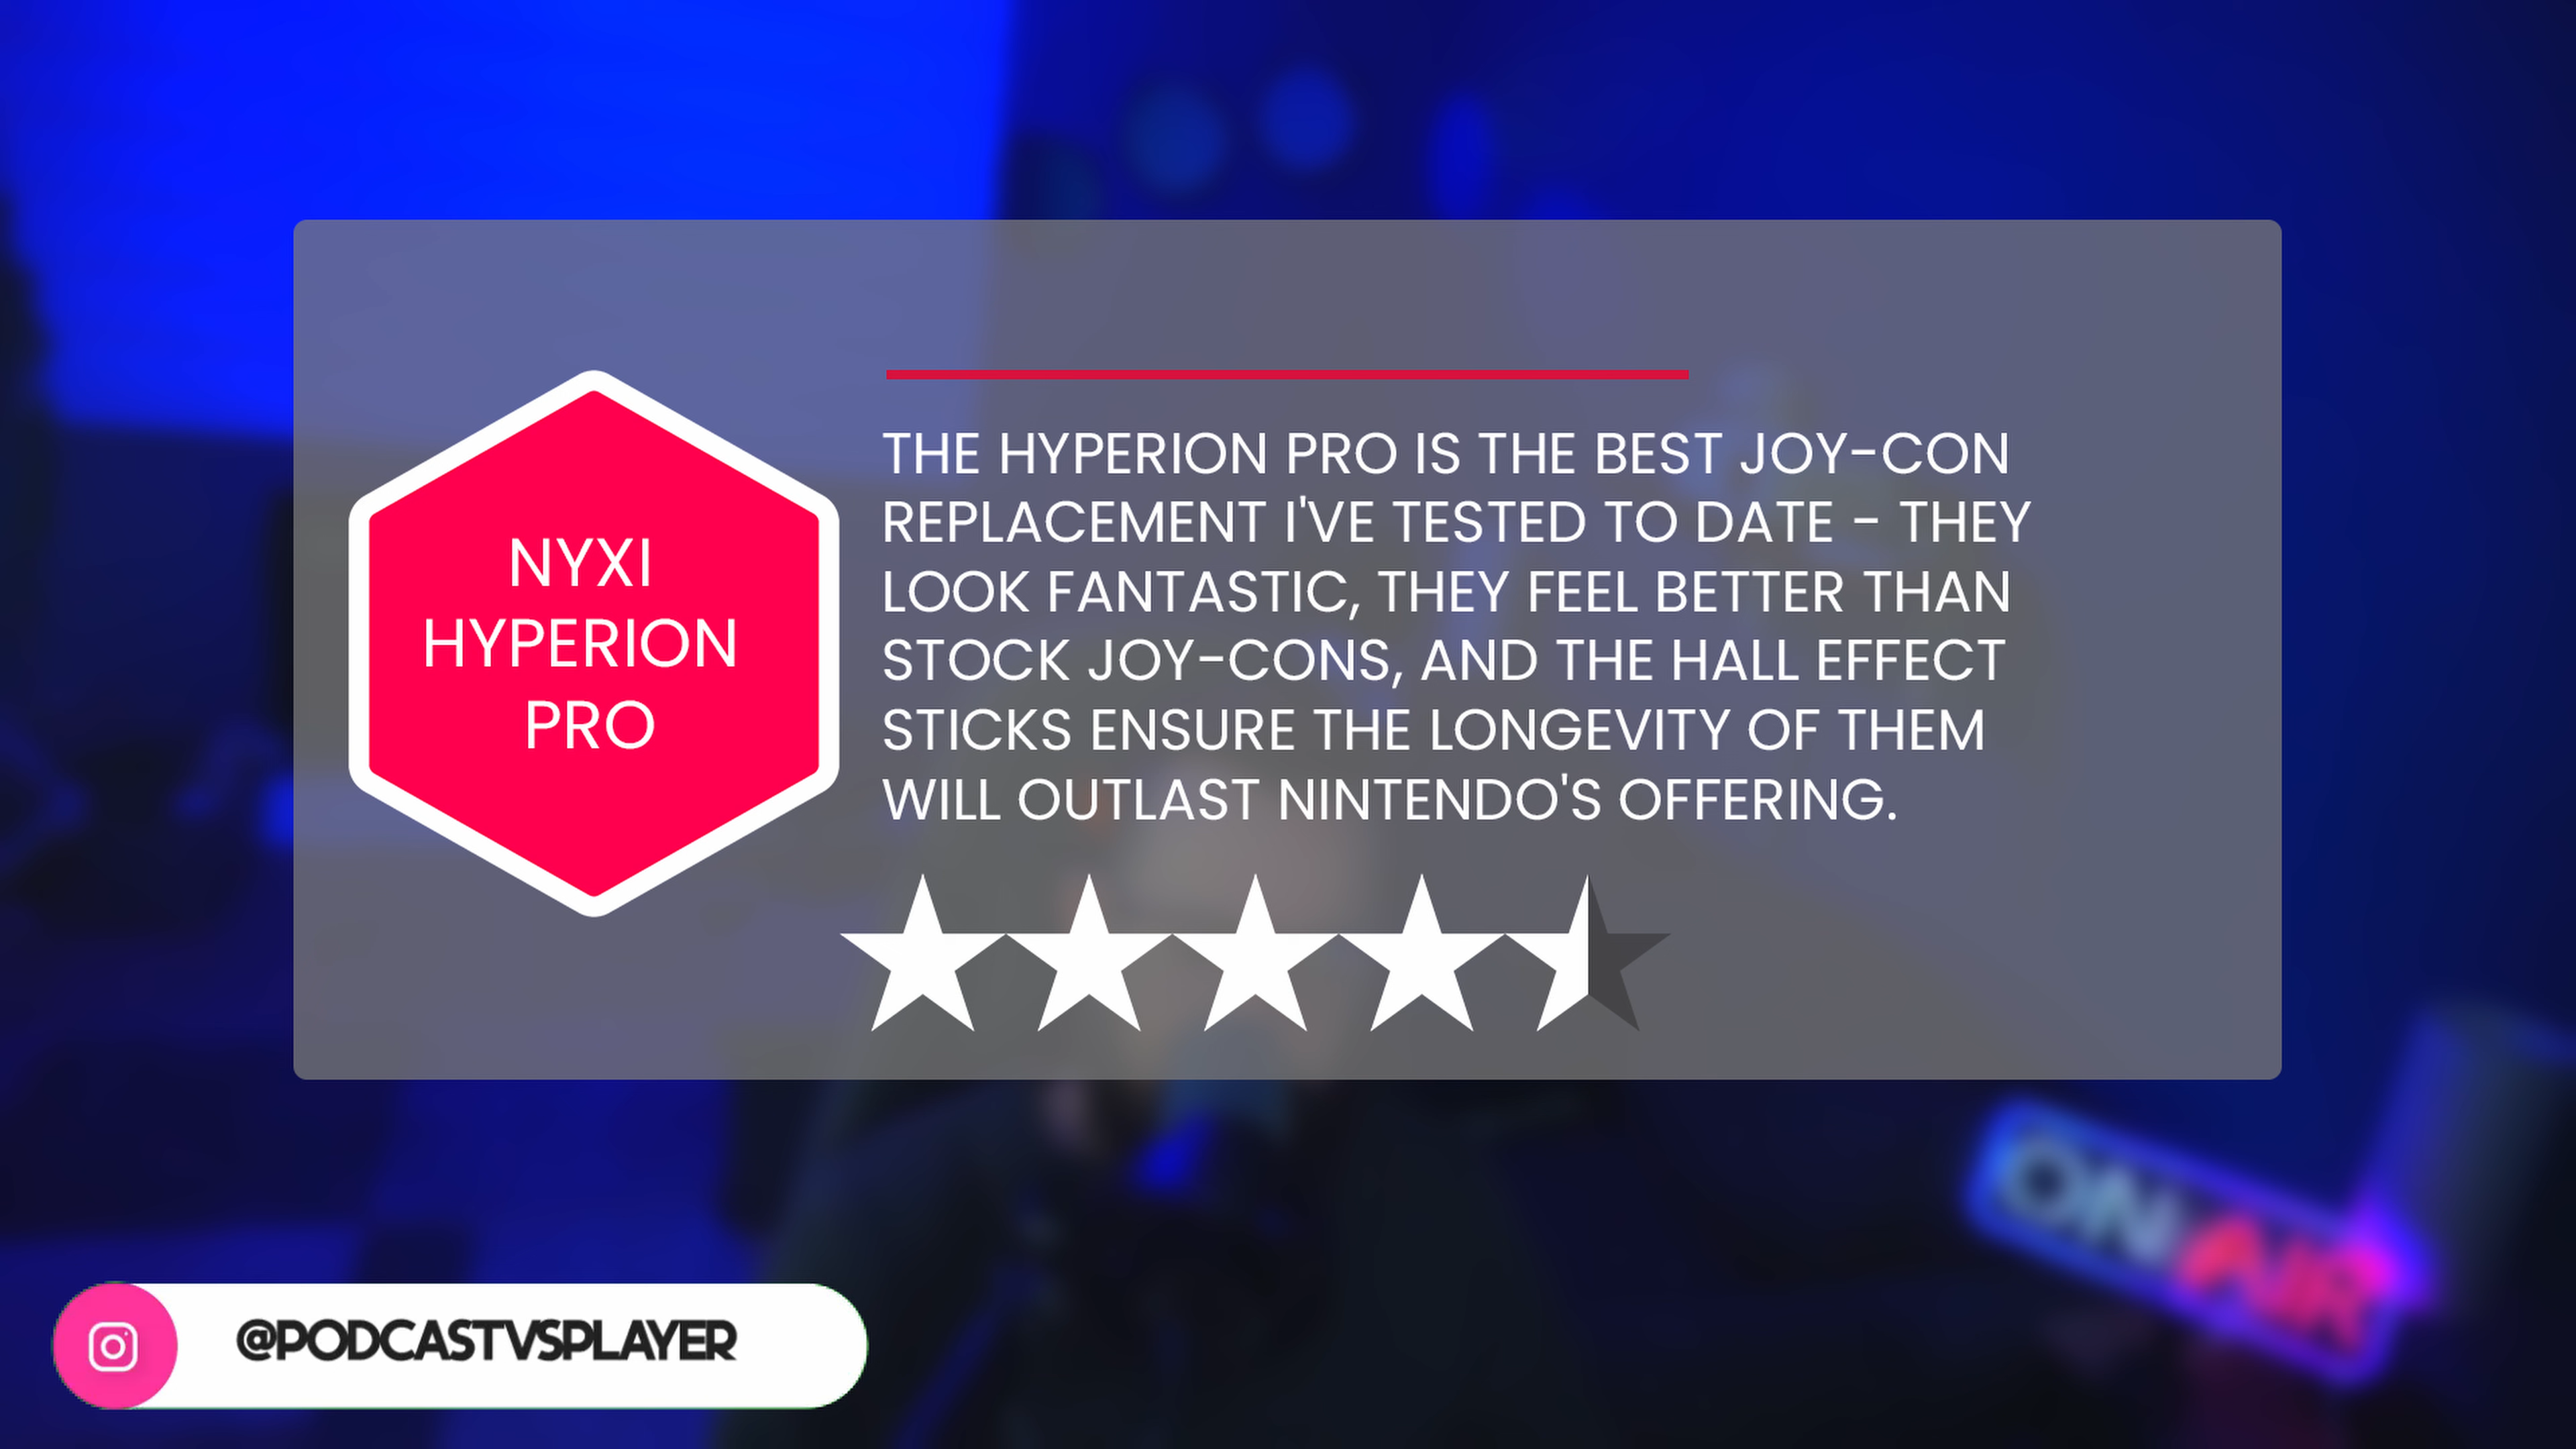 NYXI
HYPERION
PRO
THE HYPERION PRO IS THE BEST JOY-CON
REPLACEMENT I'VE TESTED TO DATE - THEY
LOOK FANTASTIC, THEY FEEL BETTER THAN
STOCK JOY-CONS, AND THE HALL EFFECT
STICKS ENSURE THE LONGEVITY OF THEM
WILL OUTLAST NINTENDO'S OFFERING.
ON AIR
@PODCASTVSPLAYER